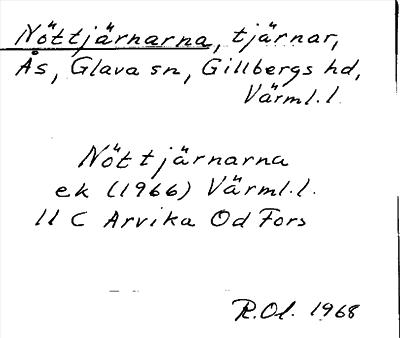 Nöttjärnarna, tjärnar,
Ås, Glava sn, Gillbergs hd,
Värml.l.
Nöttjärnarna
ek (1966) Värml.l.
11 C Arvika Od Fors
R.Ol. 1968